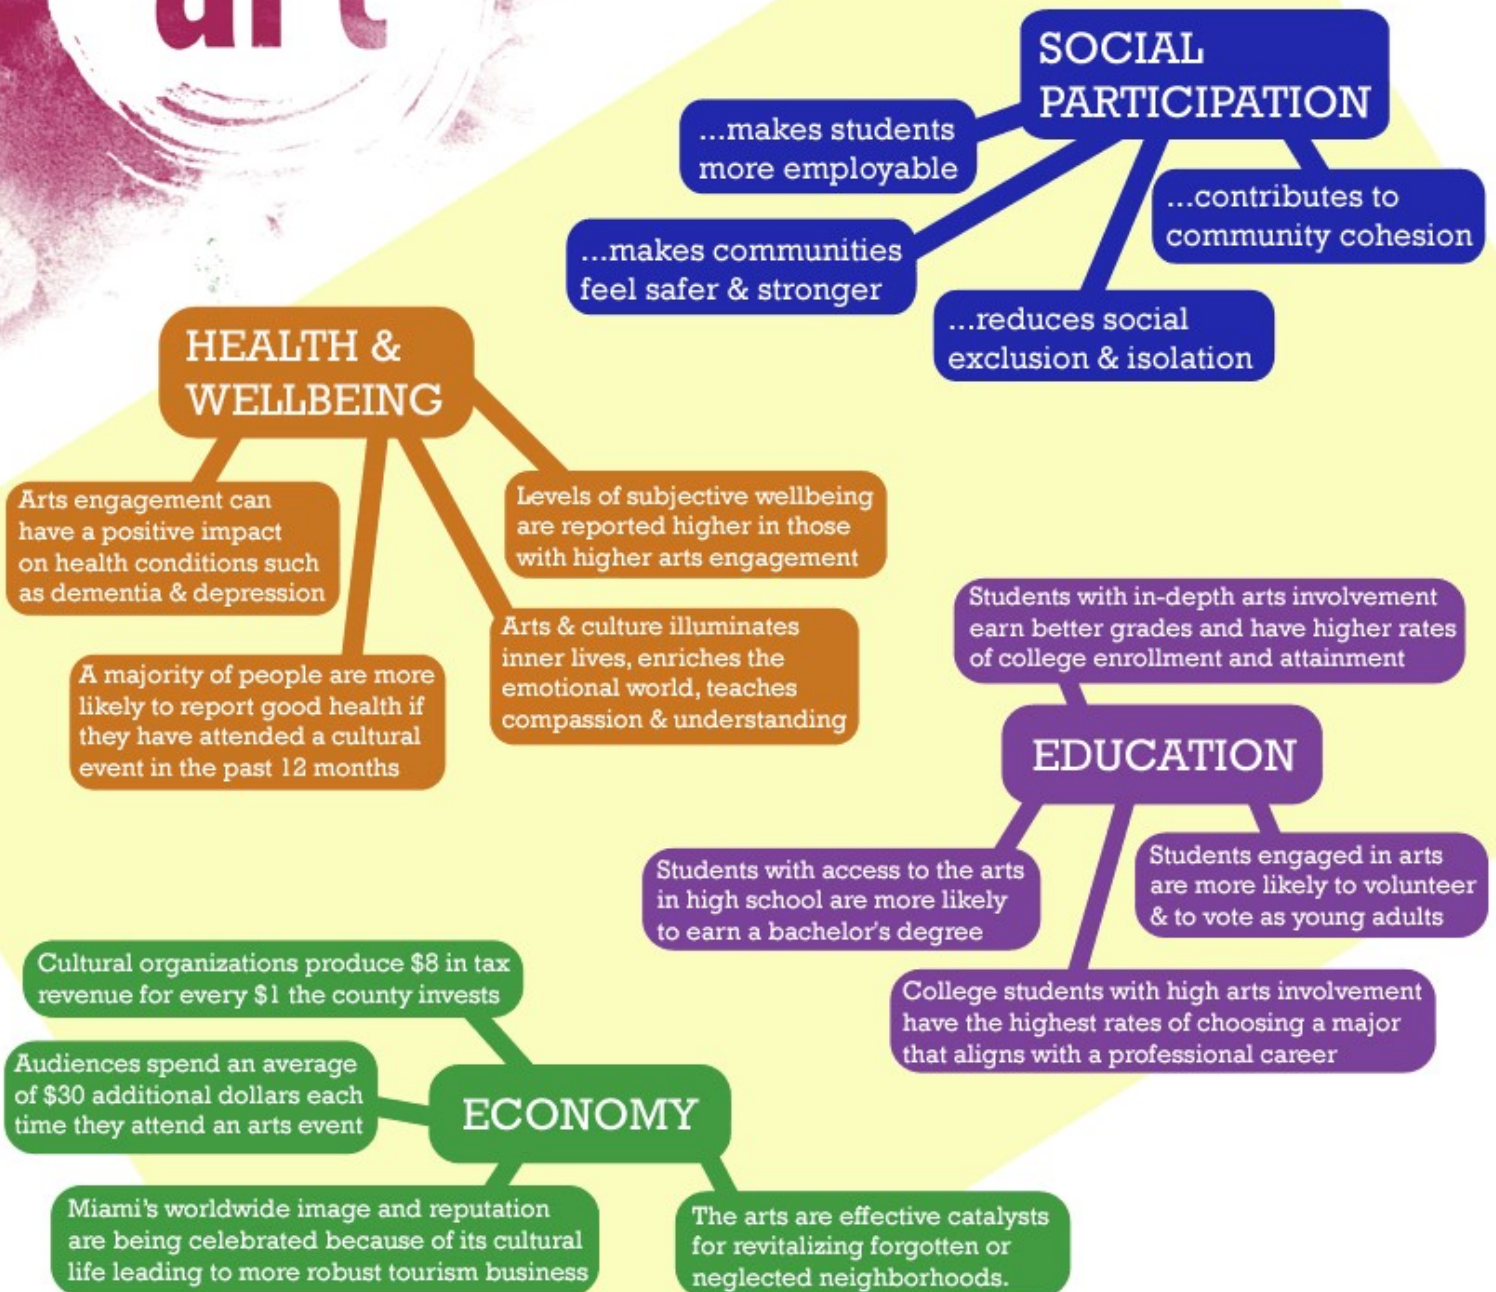 art
SOCIAL
PARTICIPATION
...makes students
more employable
...contributes to
community cohesion
...makes communities
feel safer & stronger
...reduces social
exclusion & isolation
HEALTH &
WELLBEING
Arts engagement can
have a positive impact
on health conditions such
as dementia & depression
Levels of subjective wellbeing
are reported higher in those
with higher arts engagement
A majority of people are more
likely to report good health if
they have attended a cultural
event in the past 12 months
Arts & culture illuminates
inner lives, enriches the
emotional world, teaches
compassion & understanding
Students with in-depth arts involvement
earn better grades and have higher rates
of college enrollment and attainment
EDUCATION
Students with access to the arts
in high school are more likely
to earn a bachelor's degree
Students engaged in arts
are more likely to volunteer
& to vote as young adults
College students with high arts involvement
have the highest rates of choosing a major
that aligns with a professional career
Cultural organizations produce $8 in tax
revenue for every $1 the county invests
Audiences spend an average
of $30 additional dollars each
time they attend an arts event
ECONOMY
Miami's worldwide image and reputation
are being celebrated because of its cultural
life leading to more robust tourism business
The arts are effective catalysts
for revitalizing forgotten or
neglected neighborhoods.